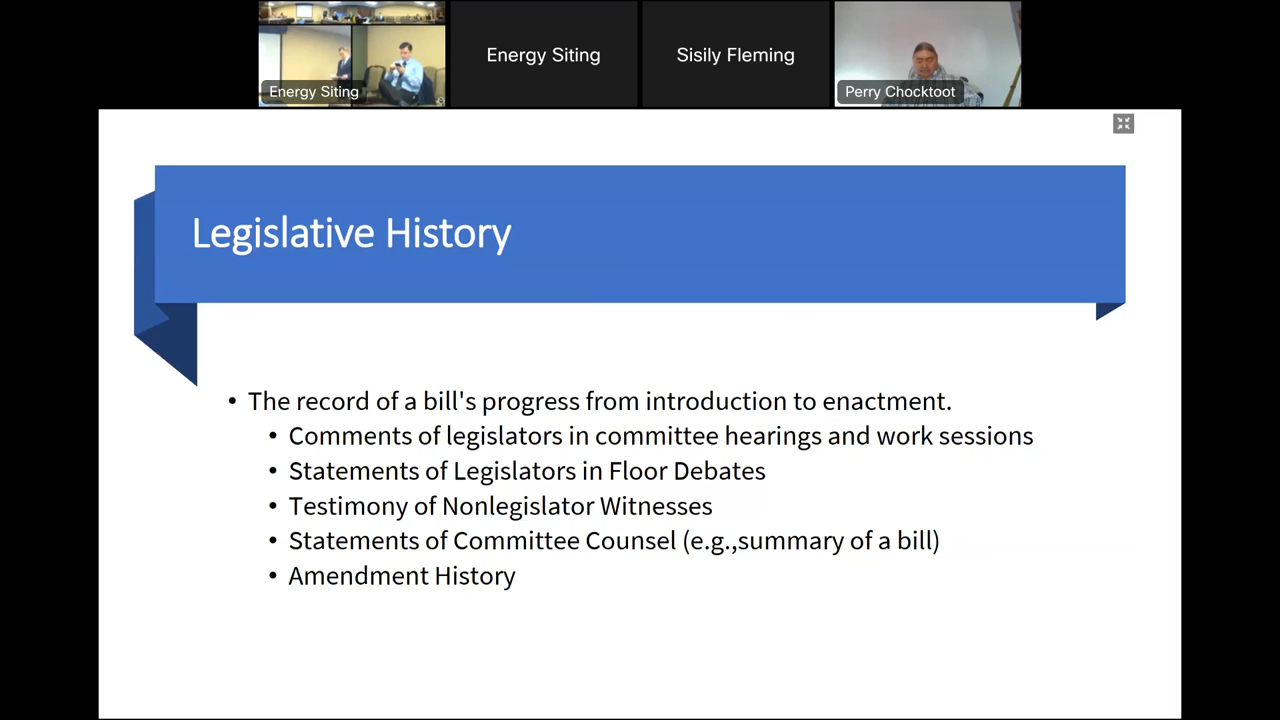 Energy Siting
Sisily Fleming
Energy Siting
Perry Chocktoot
Legislative History
• The record of a bill's progress from introduction to enactment.
• Comments of legislators in committee hearings and work sessions
• Statements of Legislators in Floor Debates
• Testimony of Nonlegislator Witnesses
• Statements of Committee Counsel (e.g.,summary of a bill)
• Amendment History